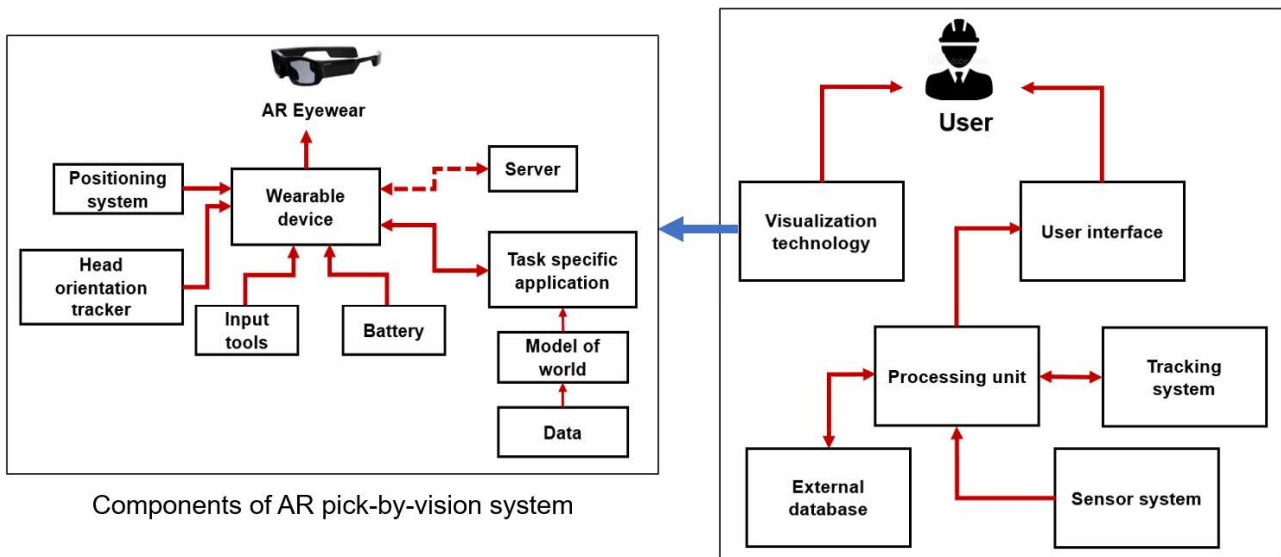 AR Eyewear
Positioning
system
Wearable
device
Server
Head
orientation
tracker
Task specific
application
Input
tools
Battery
Model of
world
Data
Components of AR pick-by-vision system
User
Visualization
technology
User interface
Processing unit
Tracking
system
External
database
Sensor system